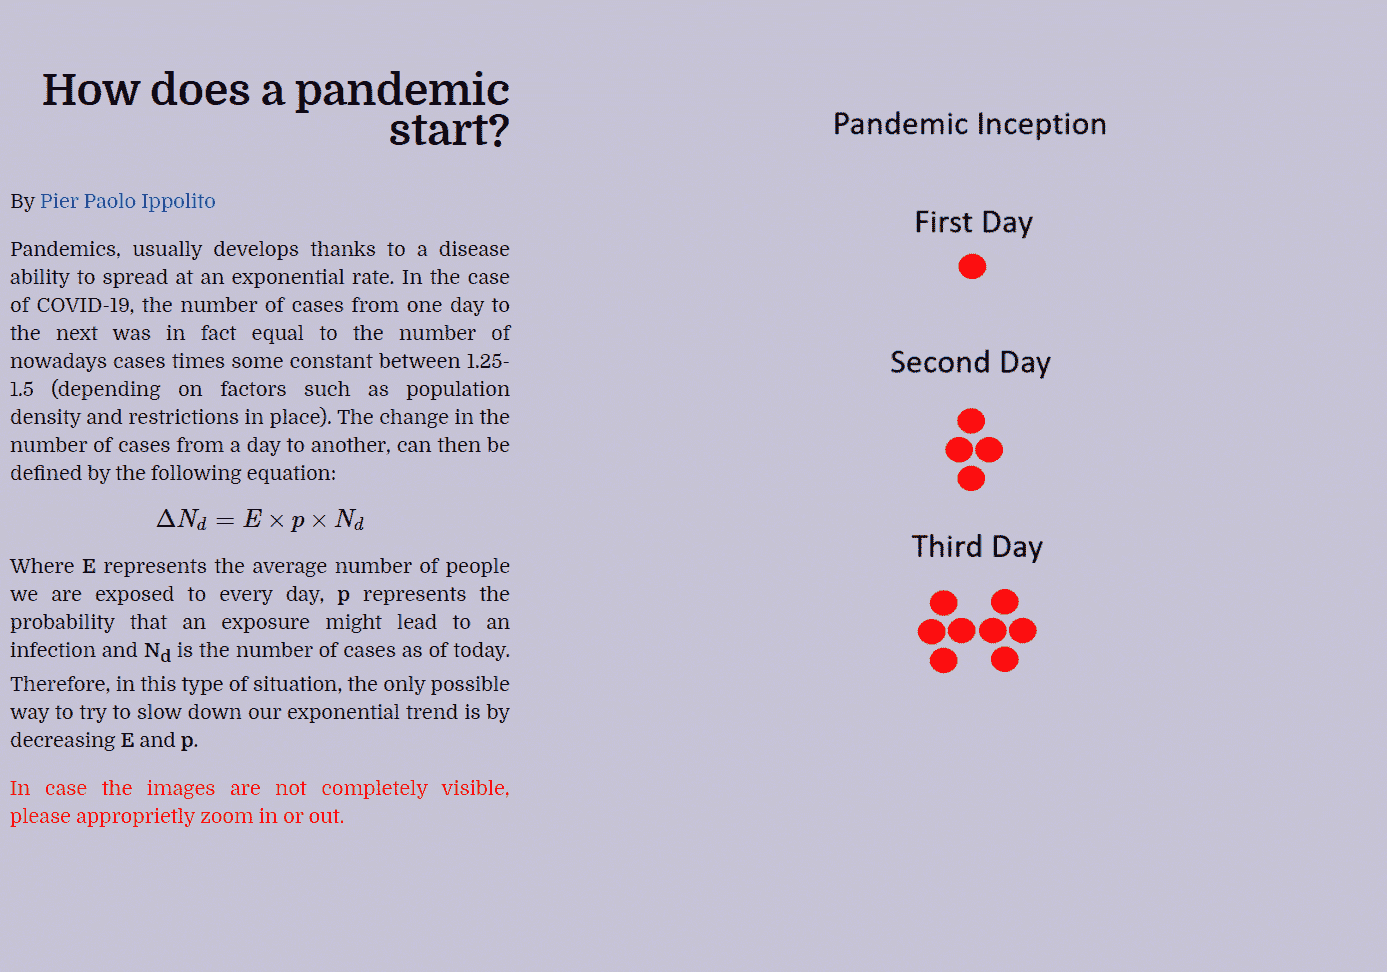 How does a pandemic
start?
By Pier Paolo Ippolito
Pandemics, usually develops thanks to a disease
ability to spread at an exponential rate. In the case
of COVID-19, the number of cases from one day to
the next was in fact equal to the number of
nowadays cases times some constant between 1.25-
1.5 (depending on factors such as population
density and restrictions in place). The change in the
number of cases from a day to another, can then be
defined by the following equation:
ΔN_d = E × p × N_d
Where E represents the average number of people
we are exposed to every day, p represents the
probability that an exposure might lead to an
infection and N_d is the number of cases as of today.
Therefore, in this type of situation, the only possible
way to try to slow down our exponential trend is by
decreasing E and p.
In case the images are not completely visible,
please approprietly zoom in or out.
Pandemic Inception
First Day
Second Day
Third Day